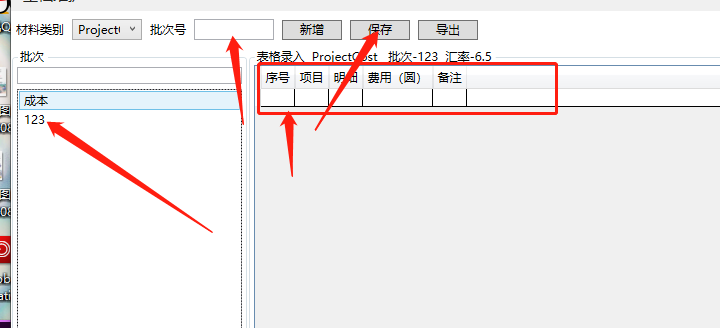 材料类别 ProjectC 批次号 新增 保存 导出
批次
表格录入 ProjectCost 批次-123 汇率-6.5
序号 项目 明细 费用（圆） 备注
成本
123